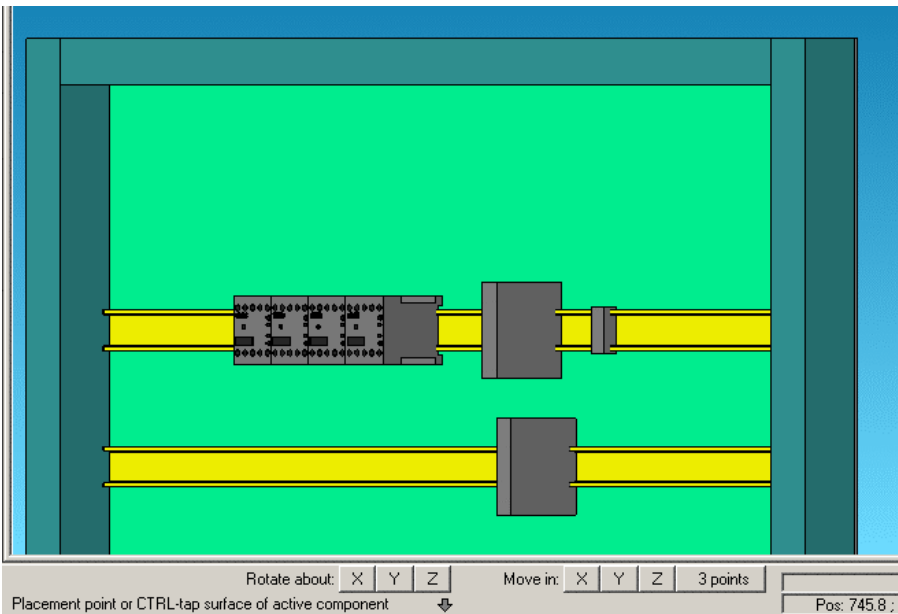 Rotate about: X Y Z Move in: X Y Z 3 points
Placement point or CTRL-tap surface of active component Pos: 745.8 ;